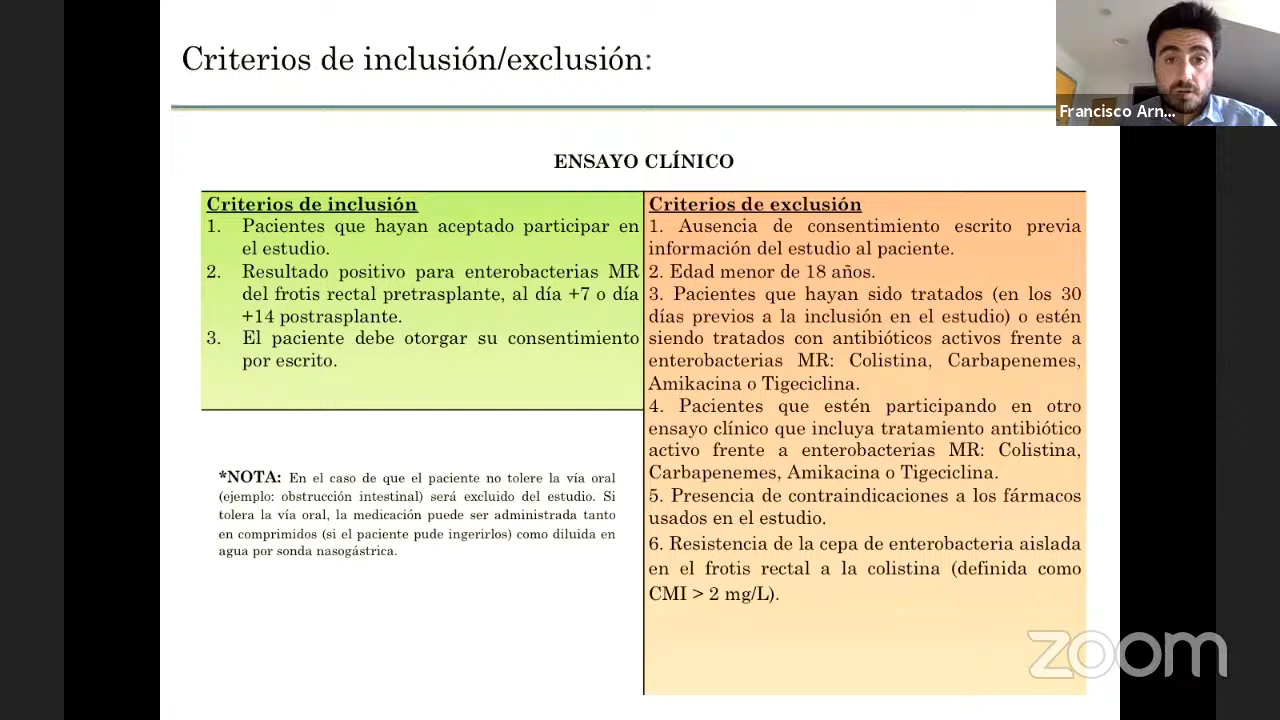 Criterios de inclusión/exclusión:
Francisco Arn...
ENSAYO CLÍNICO
Criterios de inclusión
1. Pacientes que hayan aceptado participar en
el estudio.
2. Resultado positivo para enterobacterias MR
del frotis rectal pretrasplante, al día +7 o día
+14 postrasplante.
3. El paciente debe otorgar su consentimiento
por escrito.
*NOTA: En el caso de que el paciente no tolere la vía oral
(ejemplo: obstrucción intestinal) será excluido del estudio. Si
tolera la vía oral, la medicación puede ser administrada tanto
en comprimidos (si el paciente pude ingerirlos) como diluida en
agua por sonda nasogástrica.
Criterios de exclusión
1. Ausencia de consentimiento escrito previa
información del estudio al paciente.
2. Edad menor de 18 años.
3. Pacientes que hayan sido tratados (en los 30
días previos a la inclusión en el estudio) o estén
siendo tratados con antibióticos activos frente a
enterobacterias MR: Colistina, Carbapenemes,
Amikacina o Tigeciclina.
4. Pacientes que estén participando en otro
ensayo clínico que incluya tratamiento antibiótico
activo frente a enterobacterias MR: Colistina,
Carbapenemes, Amikacina o Tigeciclina.
5. Presencia de contraindicaciones a los fármacos
usados en el estudio.
6. Resistencia de la cepa de enterobacteria aislada
en el frotis rectal a la colistina (definida como
CMI > 2 mg/L).
zoom